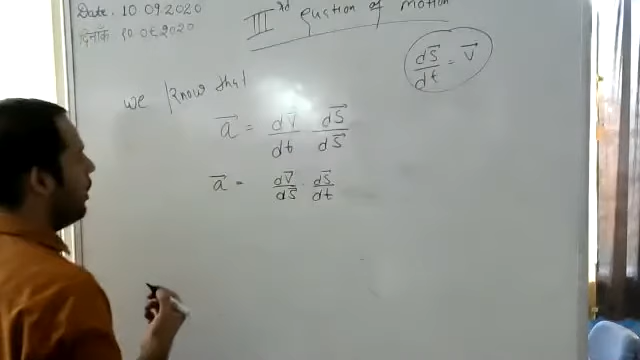 Date. 10 09 2020
दिनाँक 10 09 2020
III rd Equation of Motion
dS⃗/dt = V⃗
we know that
a⃗ = dV⃗/dt dS⃗/dS⃗
a⃗ = dV⃗/dS⃗ · dS⃗/dt